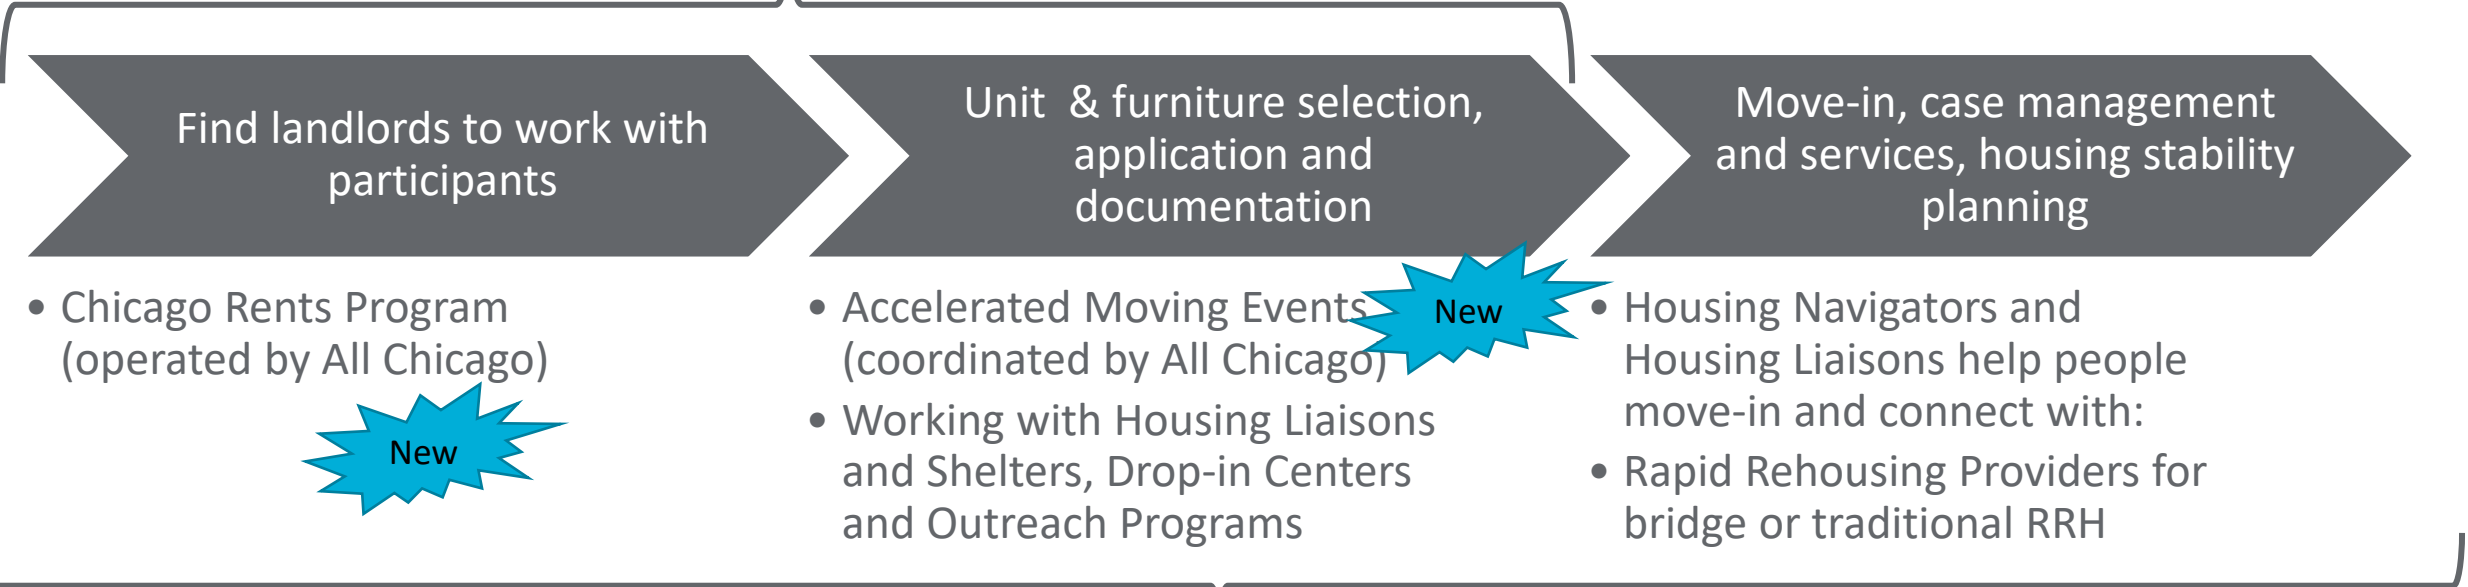 Find landlords to work with
participants
Unit & furniture selection,
application and
documentation
Move-in, case management
and services, housing stability
planning
• Chicago Rents Program
(operated by All Chicago)
New
• Accelerated Moving Events
(coordinated by All Chicago)
New
• Working with Housing Liaisons
and Shelters, Drop-in Centers
and Outreach Programs
• Housing Navigators and
Housing Liaisons help people
move-in and connect with:
• Rapid Rehousing Providers for
bridge or traditional RRH